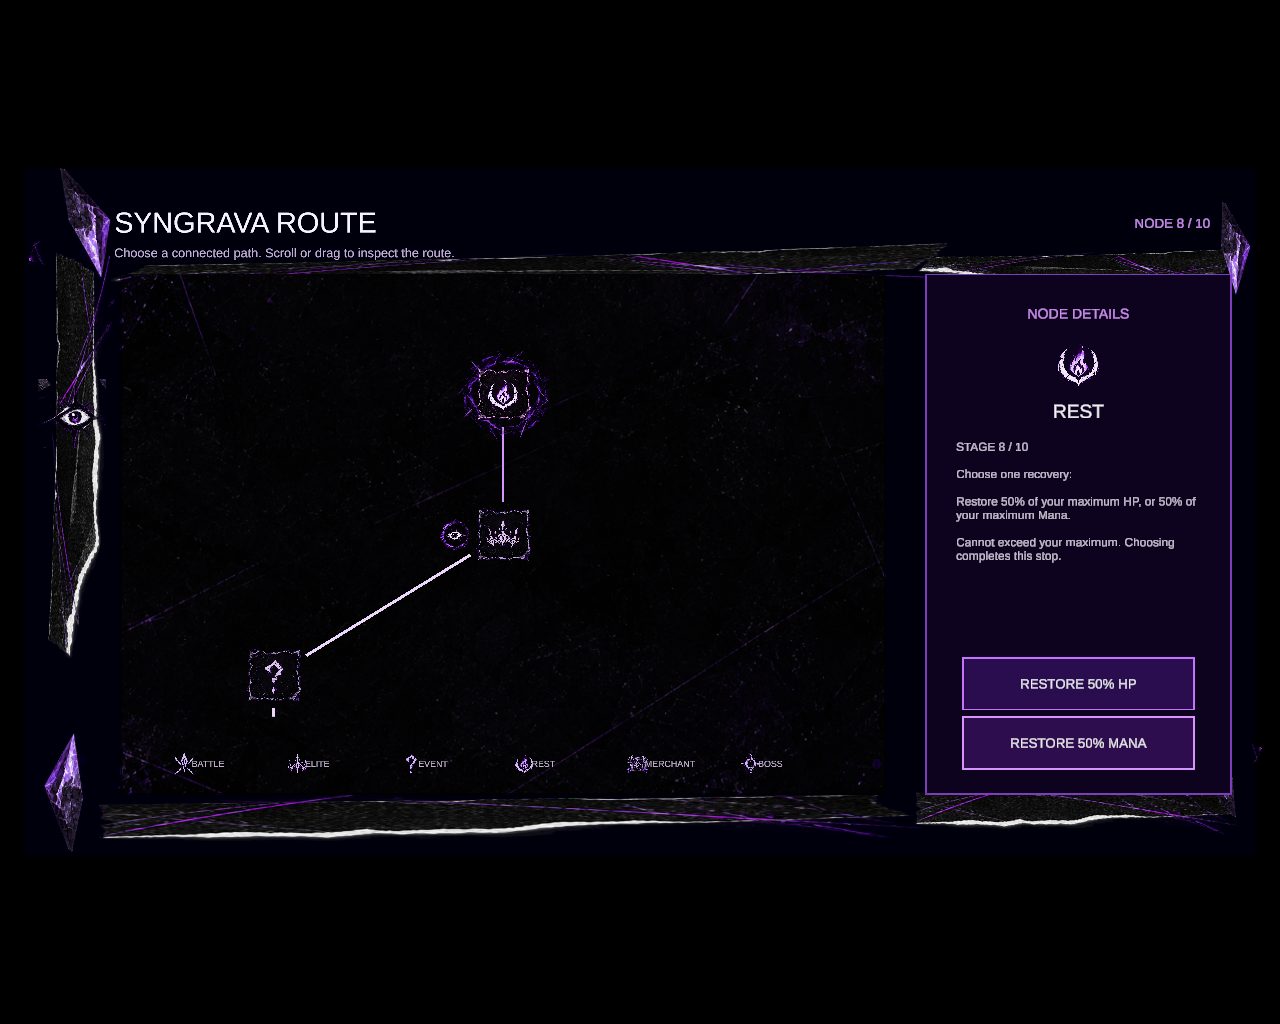 SYNGRAVA ROUTE
NODE 8 / 10
Choose a connected path. Scroll or drag to inspect the route.
NODE DETAILS
REST
STAGE 8 / 10
Choose one recovery:
Restore 50% of your maximum HP, or 50% of
your maximum Mana.
Cannot exceed your maximum. Choosing
completes this stop.
RESTORE 50% HP
RESTORE 50% MANA
BATTLE
ELITE
EVENT
REST
MERCHANT
BOSS